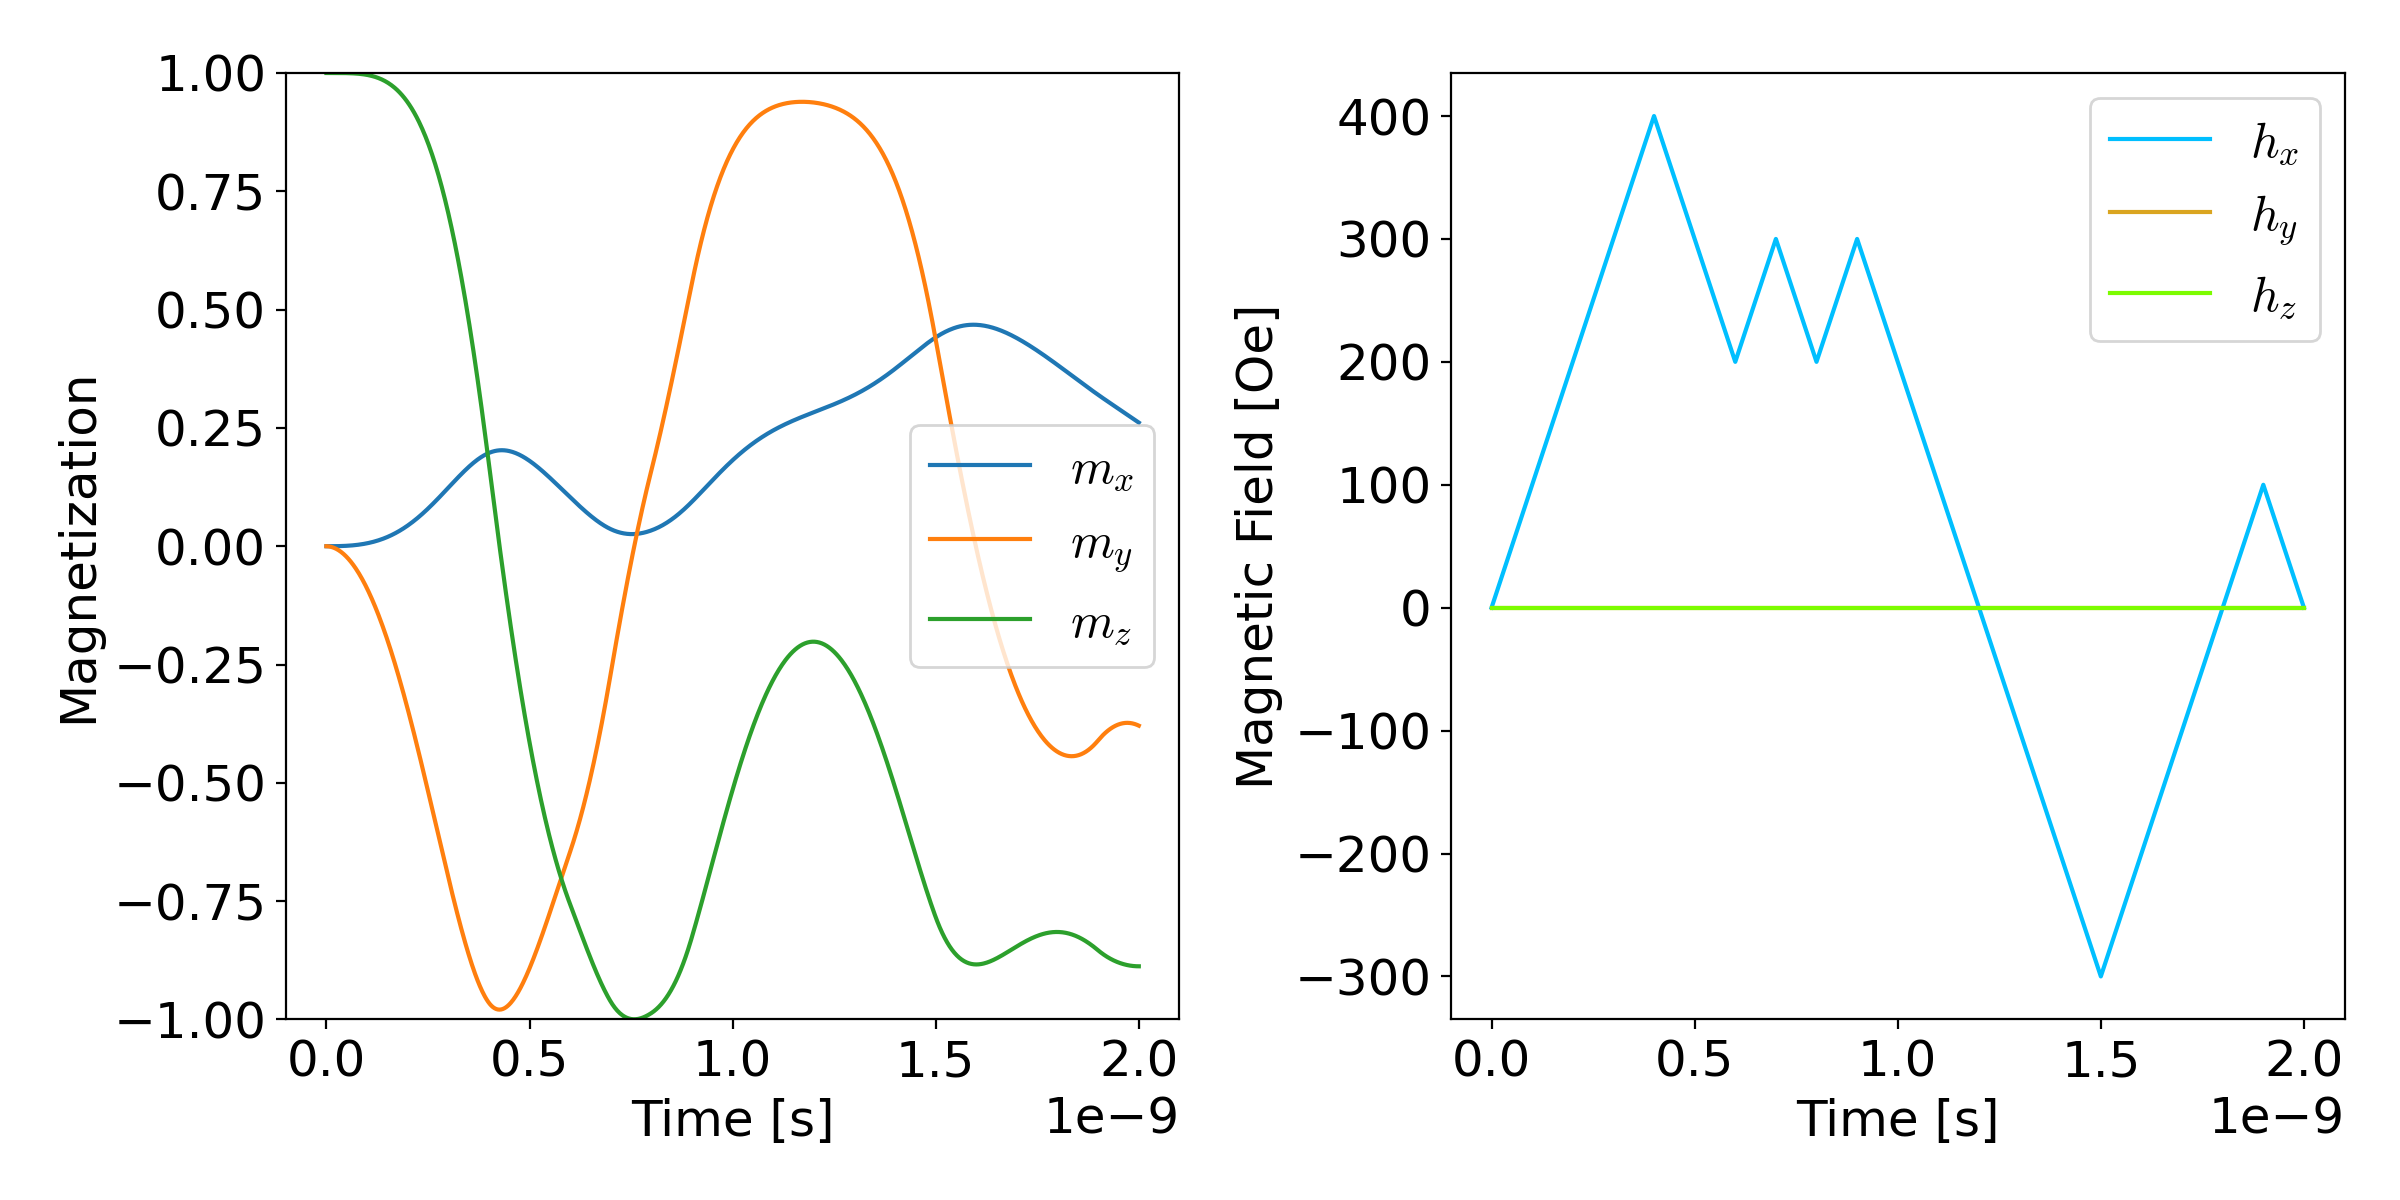 Magnetization
1.00
0.75
0.50
0.25
0.00
−0.25
−0.50
−0.75
−1.00
0.0 0.5 1.0 1.5 2.0
Time [s]
1e−9
m_x
m_y
m_z
Magnetic Field [Oe]
400
300
200
100
0
−100
−200
−300
0.0 0.5 1.0 1.5 2.0
Time [s]
1e−9
h_x
h_y
h_z